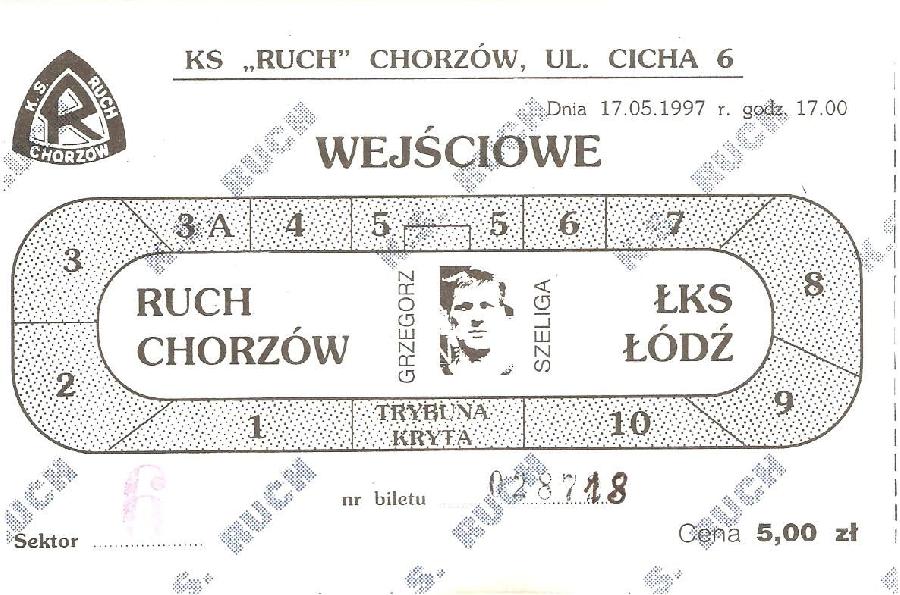 KS „RUCH” CHORZÓW, UL. CICHA 6
K.S. RUCH CHORZÓW
R
Dnia 17.05.1997 r. godz. 17.00
WEJŚCIOWE
3 3A 4 5 5 6 7 8
RUCH CHORZÓW
GRZEGORZ SZELIGA
ŁKS ŁÓDŹ
2 1 TRYBUNA KRYTA 10 9
nr biletu 028718
Sektor 6
Cena 5,00 zł